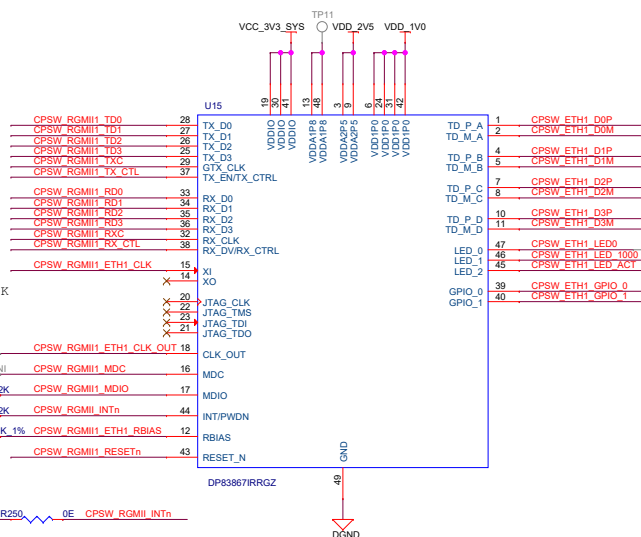 TP11
VCC_3V3_SYS VDD_2V5 VDD_1V0
19 30 41 13 48 3 9 6 24 31 42
U15
VDDIO VDDIO VDDIO VDDA1P8 VDDA1P8 VDDA2P5 VDDA2P5 VDD1P0 VDD1P0 VDD1P0 VDD1P0
CPSW_RGMII1_TD0 28 TX_D0
CPSW_RGMII1_TD1 27 TX_D1
CPSW_RGMII1_TD2 26 TX_D2
CPSW_RGMII1_TD3 25 TX_D3
CPSW_RGMII1_TXC 29 GTX_CLK
CPSW_RGMII1_TX_CTL 37 TX_EN/TX_CTRL
CPSW_RGMII1_RD0 33 RX_D0
CPSW_RGMII1_RD1 34 RX_D1
CPSW_RGMII1_RD2 35 RX_D2
CPSW_RGMII1_RD3 36 RX_D3
CPSW_RGMII1_RXC 32 RX_CLK
CPSW_RGMII1_RX_CTL 38 RX_DV/RX_CTRL
CPSW_RGMII1_ETH1_CLK 15 XI
14 XO
K
20 JTAG_CLK
22 JTAG_TMS
23 JTAG_TDI
21 JTAG_TDO
CPSW_RGMII1_ETH1_CLK_OUT 18 CLK_OUT
NI
CPSW_RGMII1_MDC 16 MDC
2K CPSW_RGMII1_MDIO 17 MDIO
2K CPSW_RGMII_INTn 44 INT/PWDN
K_1% CPSW_RGMII1_ETH1_RBIAS 12 RBIAS
CPSW_RGMII1_RESETn 43 RESET_N
TD_P_A 1 CPSW_ETH1_D0P
TD_M_A 2 CPSW_ETH1_D0M
TD_P_B 4 CPSW_ETH1_D1P
TD_M_B 5 CPSW_ETH1_D1M
TD_P_C 7 CPSW_ETH1_D2P
TD_M_C 8 CPSW_ETH1_D2M
TD_P_D 10 CPSW_ETH1_D3P
TD_M_D 11 CPSW_ETH1_D3M
LED_0 47 CPSW_ETH1_LED0
LED_1 46 CPSW_ETH1_LED_1000
LED_2 45 CPSW_ETH1_LED_ACT
GPIO_0 39 CPSW_ETH1_GPIO_0
GPIO_1 40 CPSW_ETH1_GPIO_1
GND
49
DP83867IRRGZ
R250 0E CPSW_RGMII_INTn
DGND